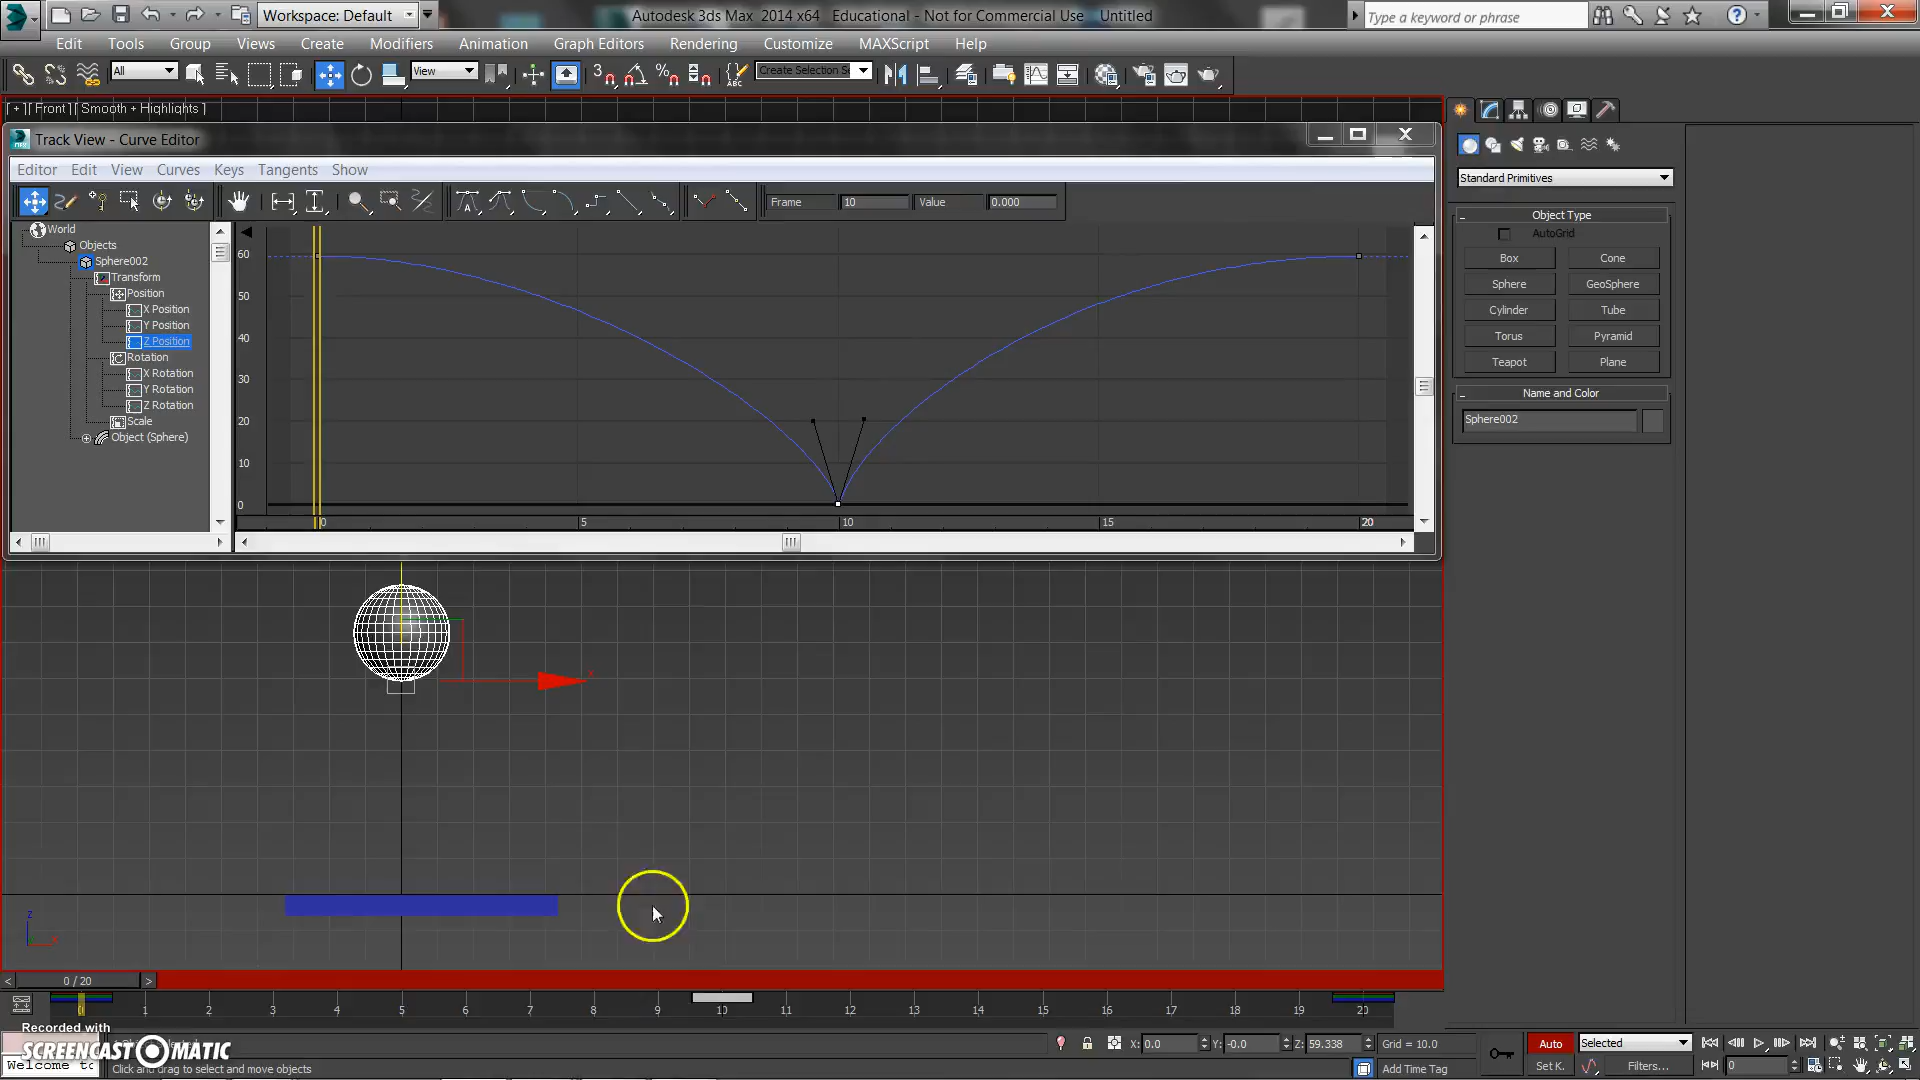 Workspace: Default
Autodesk 3ds Max 2014 x64 Educational - Not for Commercial Use Untitled
Type a keyword or phrase
Edit Tools Group Views Create Modifiers Animation Graph Editors Rendering Customize MAXScript Help
All
View
Create Selection Se
[ + ][ Front ][ Smooth + Highlights ]
Track View - Curve Editor
Editor Edit View Curves Keys Tangents Show
Frame 10 Value 0.000
World
Objects
Sphere002
Transform
Position
X Position
Y Position
Z Position
Rotation
X Rotation
Y Rotation
Z Rotation
Scale
Object (Sphere)
60
50
40
30
20
10
0
0 5 10 15 20
Standard Primitives
Object Type
AutoGrid
Box Cone
Sphere GeoSphere
Cylinder Tube
Torus Pyramid
Teapot Plane
Name and Color
Sphere002
x
z
x
< 0 / 20 >
0 1 2 3 4 5 6 7 8 9 10 11 12 13 14 15 16 17 18 19 20
Recorded with
SCREENCAST MATIC
Welcome to
Click and drag to select and move objects
X: 0.0 Y: -0.0 Z: 59.338 Grid = 10.0
Add Time Tag
Auto Selected
Set K. Filters...
0